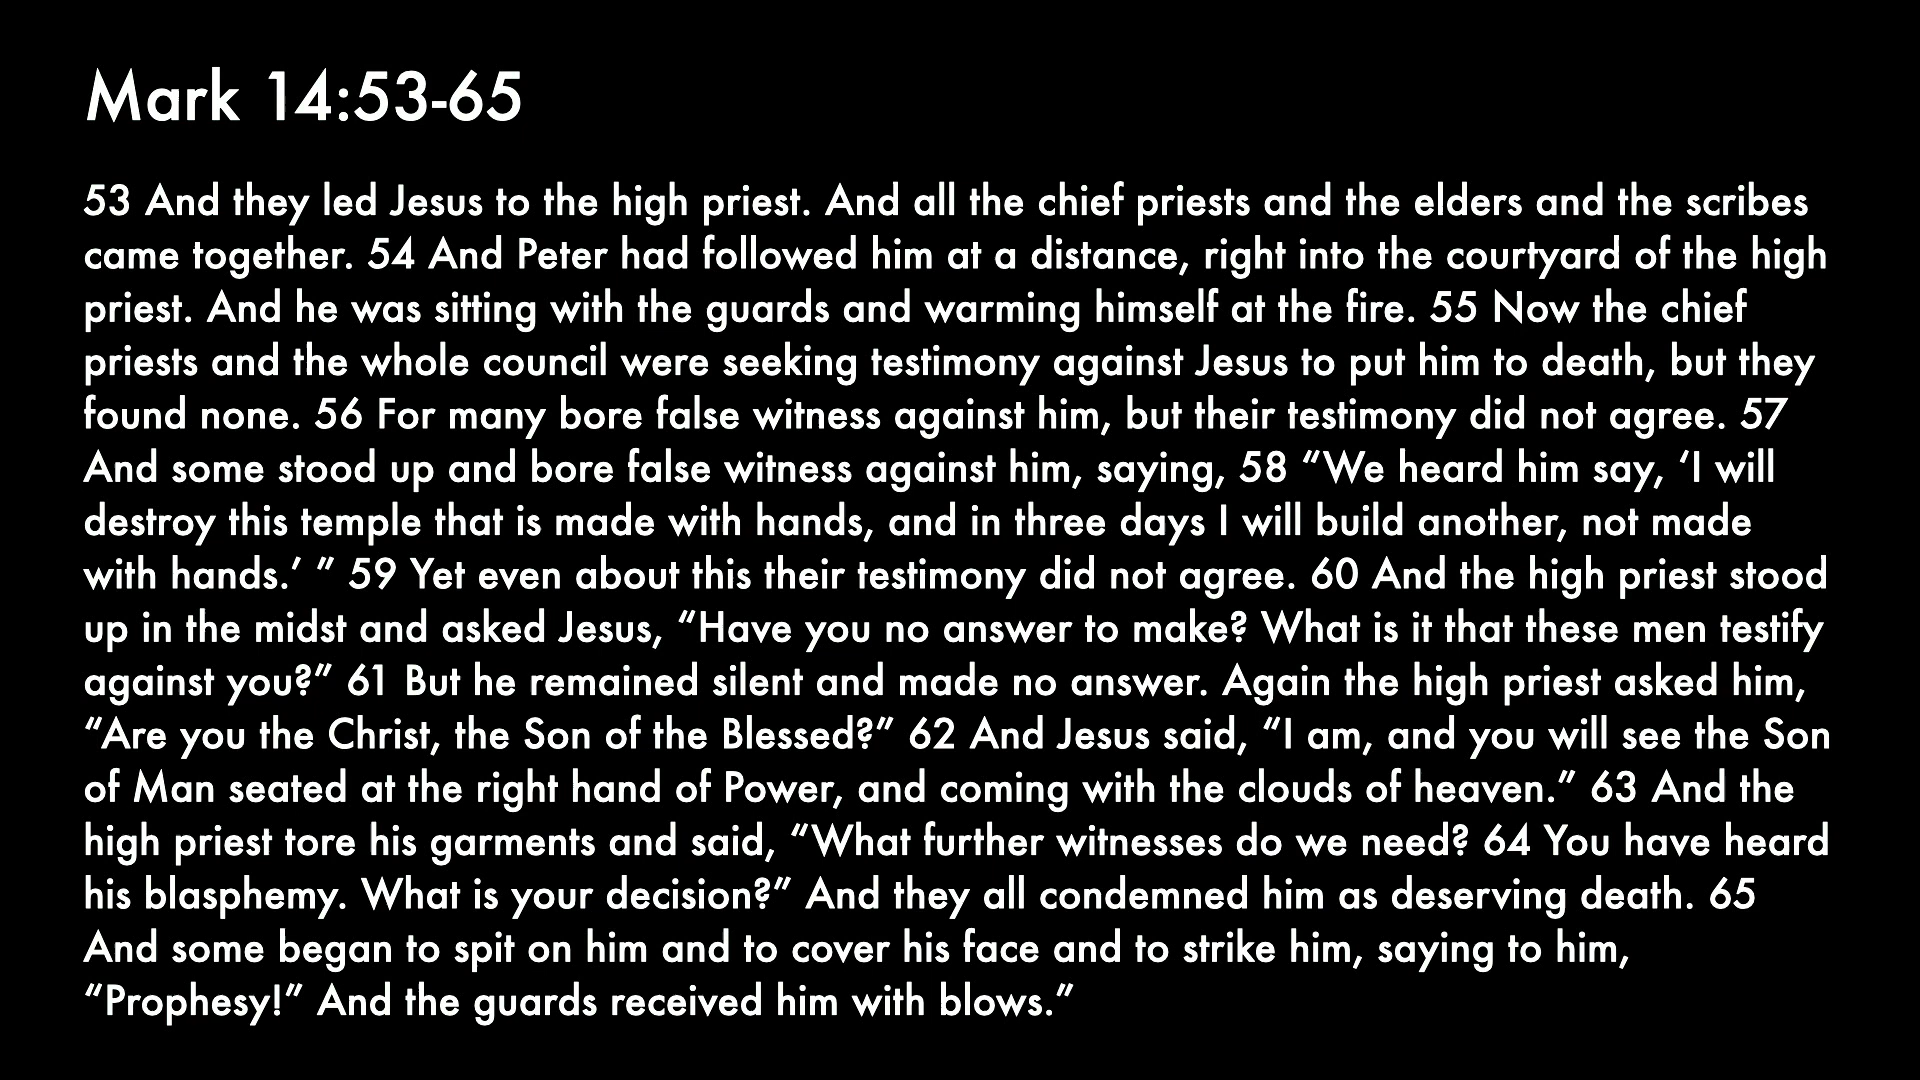 Mark 14:53-65
53 And they led Jesus to the high priest. And all the chief priests and the elders and the scribes
came together. 54 And Peter had followed him at a distance, right into the courtyard of the high
priest. And he was sitting with the guards and warming himself at the fire. 55 Now the chief
priests and the whole council were seeking testimony against Jesus to put him to death, but they
found none. 56 For many bore false witness against him, but their testimony did not agree. 57
And some stood up and bore false witness against him, saying, 58 “We heard him say, ‘I will
destroy this temple that is made with hands, and in three days I will build another, not made
with hands.’ ” 59 Yet even about this their testimony did not agree. 60 And the high priest stood
up in the midst and asked Jesus, “Have you no answer to make? What is it that these men testify
against you?” 61 But he remained silent and made no answer. Again the high priest asked him,
“Are you the Christ, the Son of the Blessed?” 62 And Jesus said, “I am, and you will see the Son
of Man seated at the right hand of Power, and coming with the clouds of heaven.” 63 And the
high priest tore his garments and said, “What further witnesses do we need? 64 You have heard
his blasphemy. What is your decision?” And they all condemned him as deserving death. 65
And some began to spit on him and to cover his face and to strike him, saying to him,
“Prophesy!” And the guards received him with blows.”